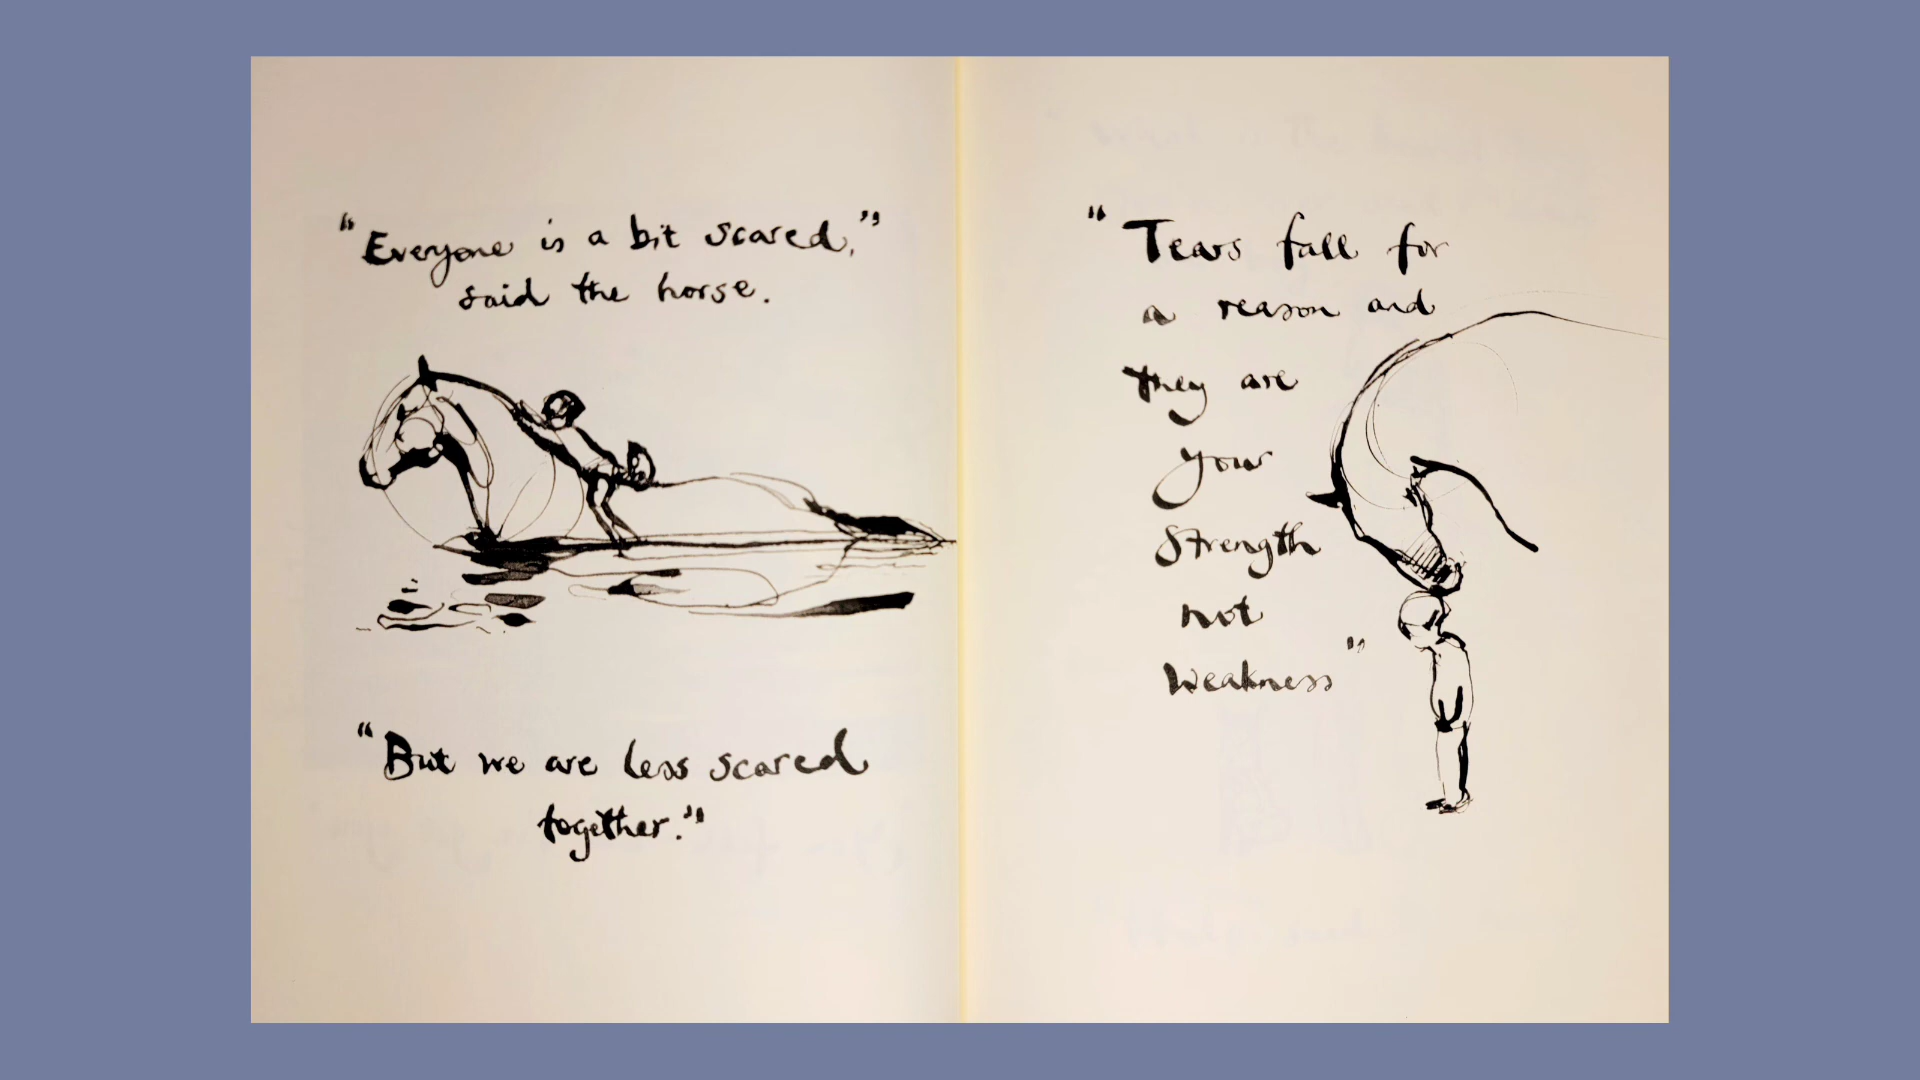 “Everyone is a bit scared,”
said the horse.
“But we are less scared
together.”
“Tears fall for
a reason and
they are
your
strength
not
weakness”